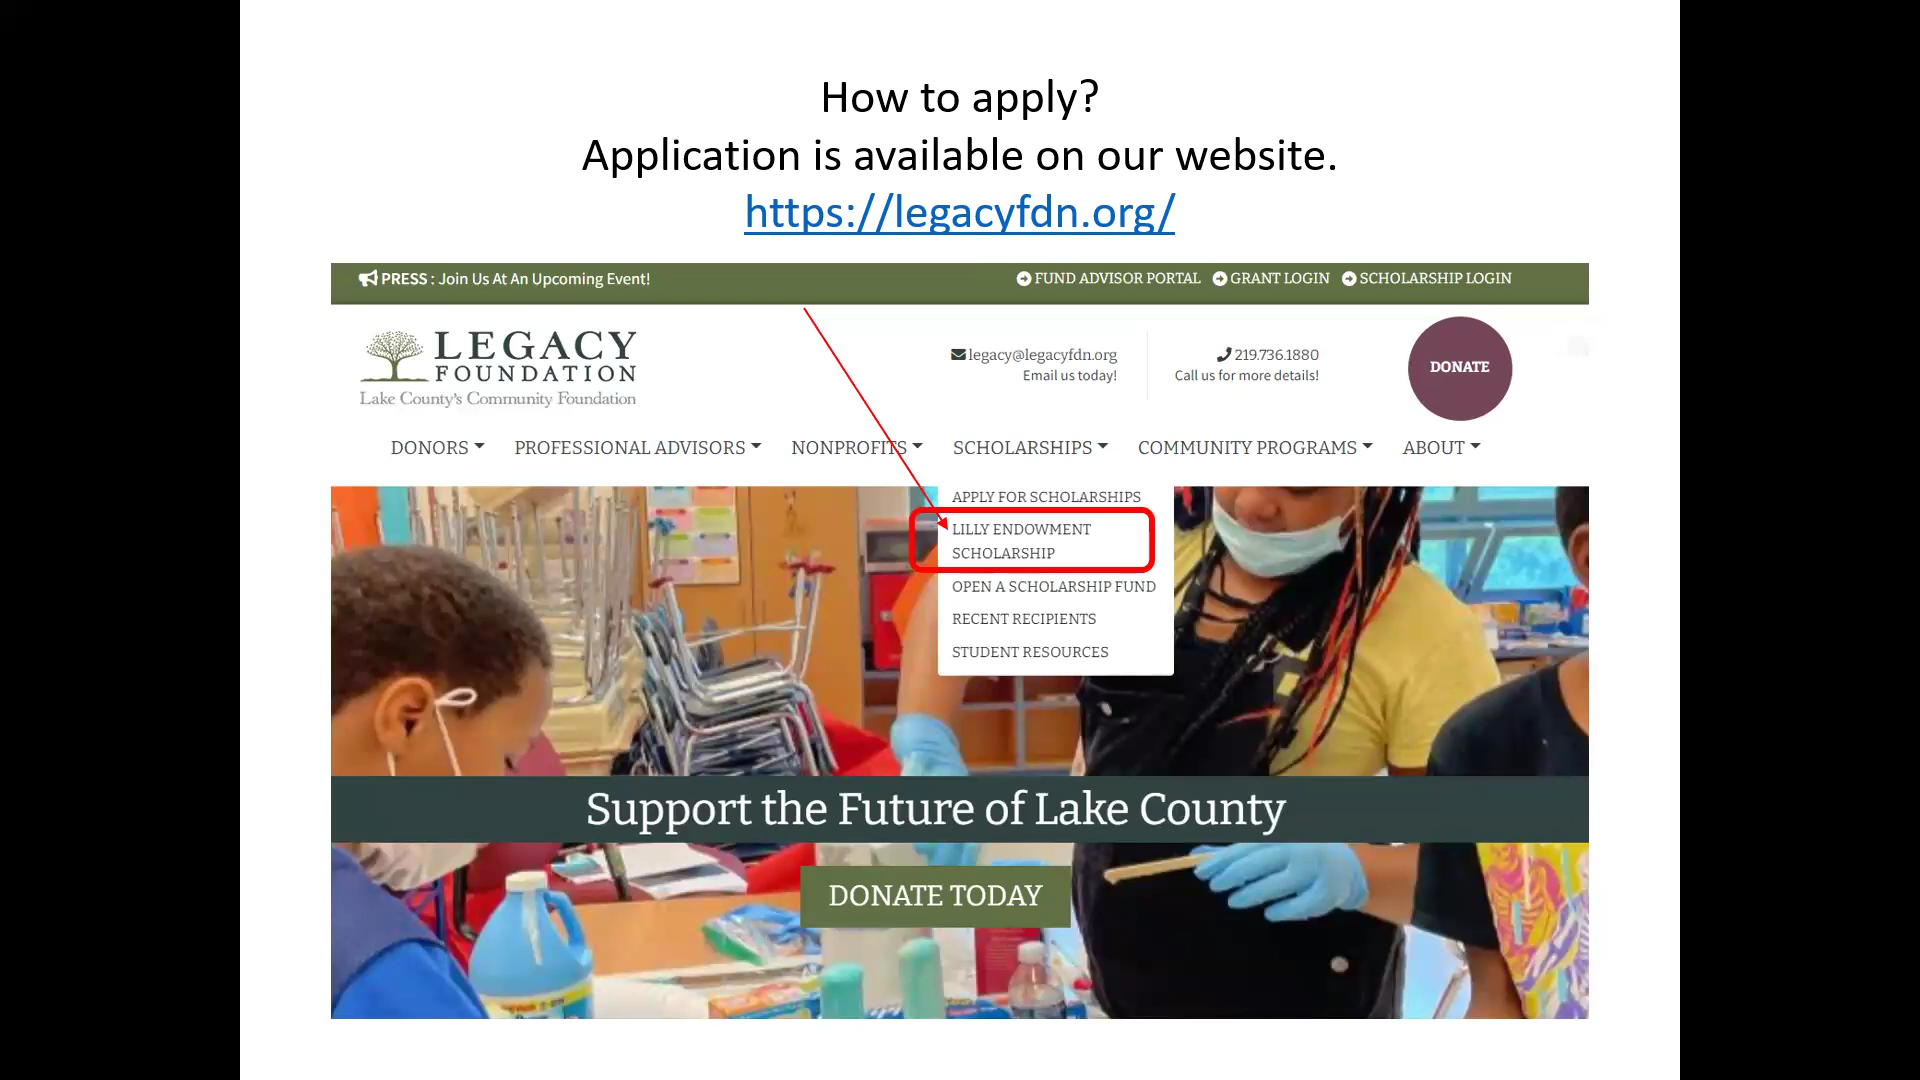 How to apply?
Application is available on our website.
https://legacyfdn.org/
PRESS : Join Us At An Upcoming Event!
FUND ADVISOR PORTAL GRANT LOGIN SCHOLARSHIP LOGIN
LEGACY
FOUNDATION
Lake County's Community Foundation
legacy@legacyfdn.org
Email us today!
219.736.1880
Call us for more details!
DONATE
DONORS PROFESSIONAL ADVISORS NONPROFITS SCHOLARSHIPS COMMUNITY PROGRAMS ABOUT
APPLY FOR SCHOLARSHIPS
LILLY ENDOWMENT
SCHOLARSHIP
OPEN A SCHOLARSHIP FUND
RECENT RECIPIENTS
STUDENT RESOURCES
Support the Future of Lake County
DONATE TODAY